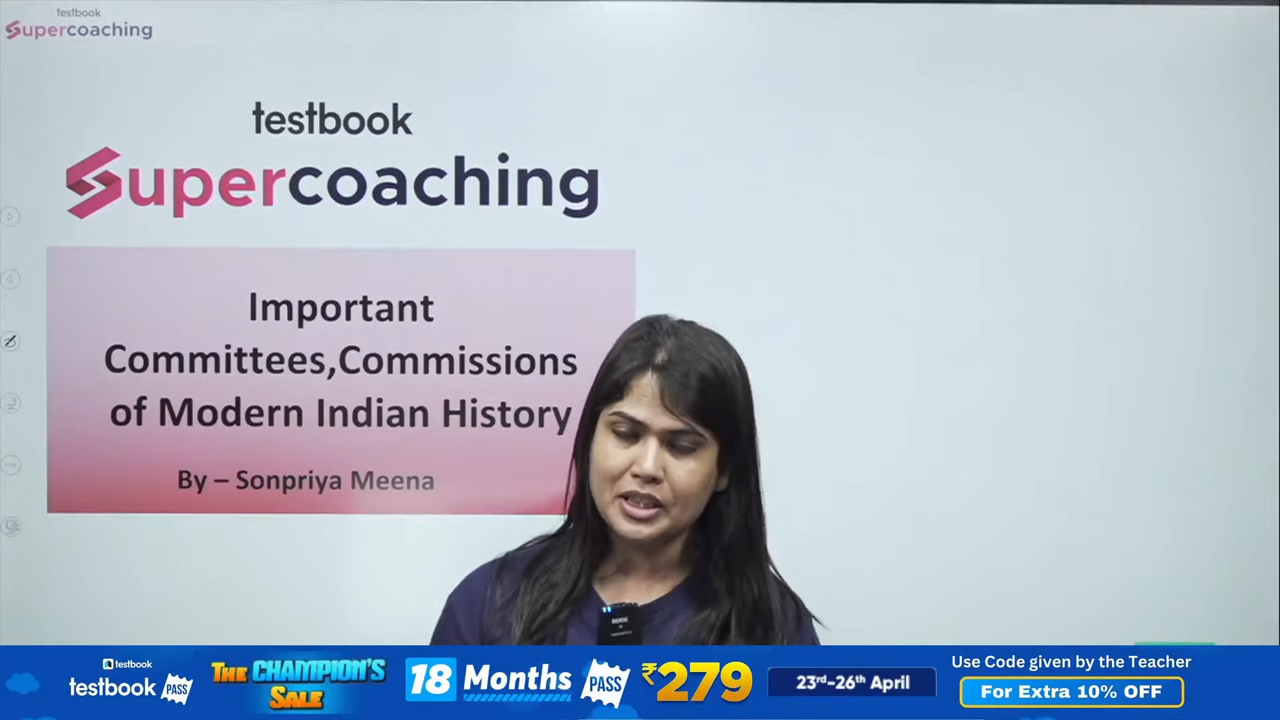 testbook
Supercoaching
testbook
Supercoaching
Important
Committees,Commissions
of Modern Indian History
By – Sonpriya Meena
testbook
testbook PASS
THE CHAMPION'S
SALE
18 Months
PASS
₹279
23rd-26th April
Use Code given by the Teacher
For Extra 10% OFF